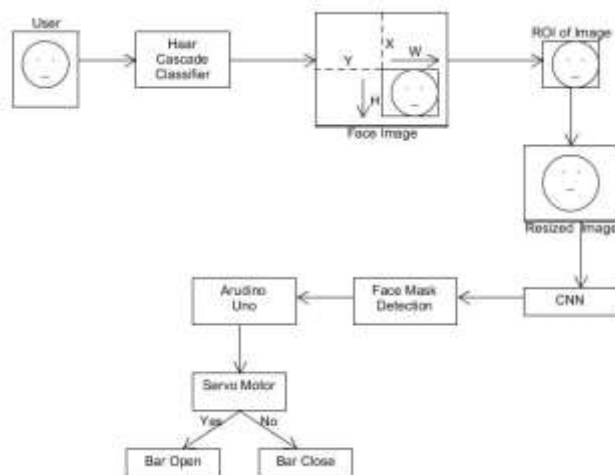 User
Haar
Cascade
Classifier
X
Y
W
H
Face Image
ROI of Image
Resized Image
CNN
Face Mask
Detection
Arudino
Uno
Servo Motor
Yes
No
Bar Open
Bar Close